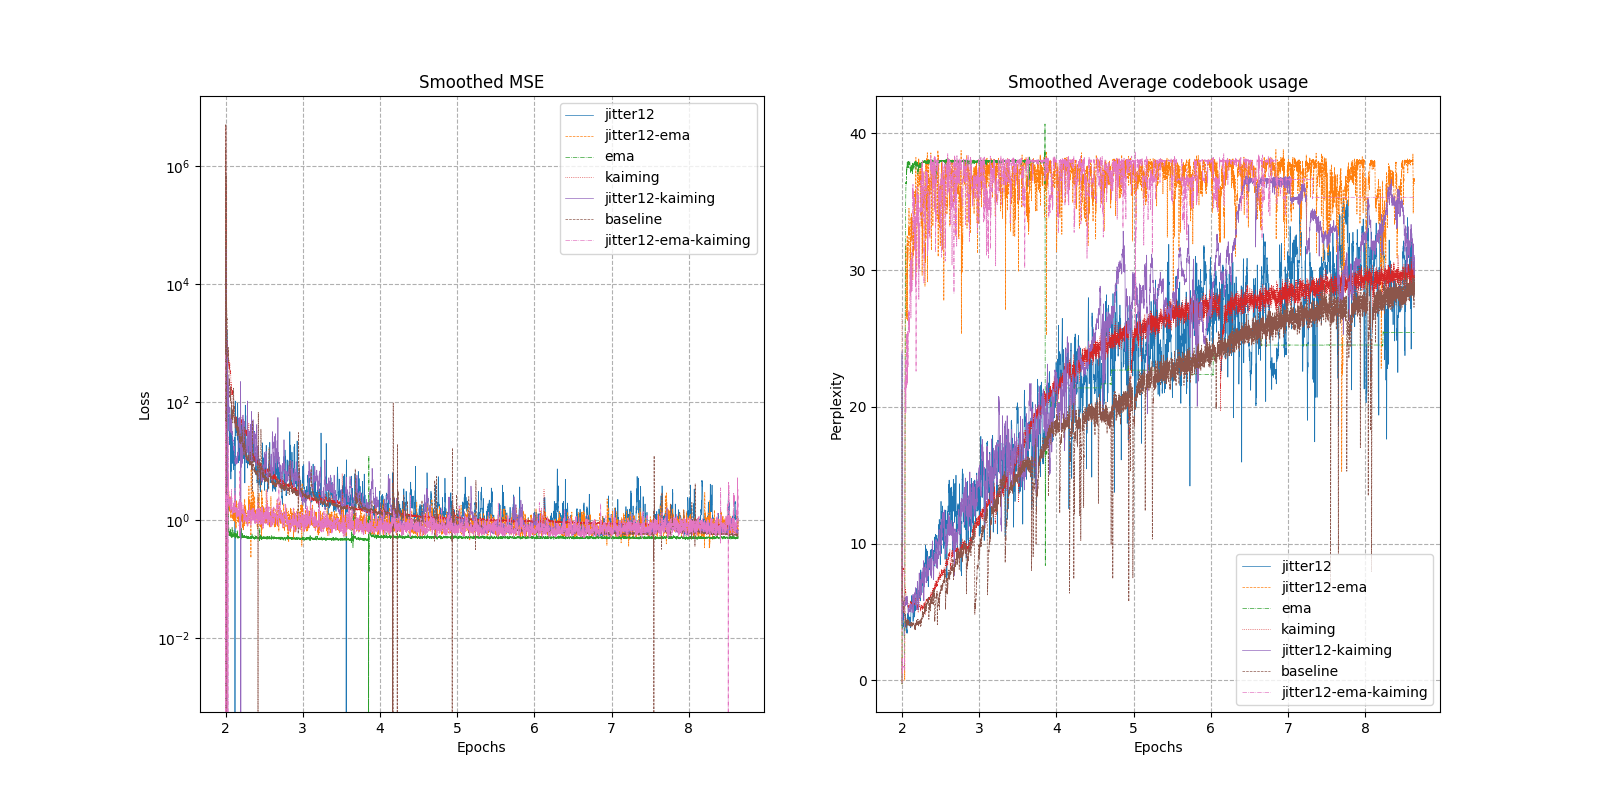 Smoothed MSE
Loss
10^6
10^4
10^2
10^0
10^−2
2 3 4 5 6 7 8
Epochs
jitter12
jitter12-ema
ema
kaiming
jitter12-kaiming
baseline
jitter12-ema-kaiming
Smoothed Average codebook usage
Perplexity
40
30
20
10
0
2 3 4 5 6 7 8
Epochs
jitter12
jitter12-ema
ema
kaiming
jitter12-kaiming
baseline
jitter12-ema-kaiming